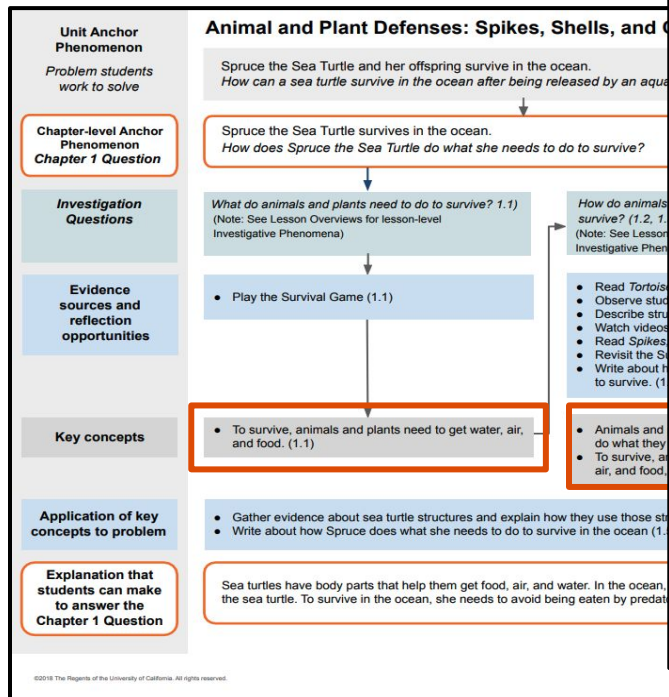 Unit Anchor
Phenomenon
Problem students
work to solve
Animal and Plant Defenses: Spikes, Shells, and
Spruce the Sea Turtle and her offspring survive in the ocean.
How can a sea turtle survive in the ocean after being released by an
Chapter-level Anchor
Phenomenon
Chapter 1 Question
Spruce the Sea Turtle survives in the ocean.
How does Spruce the Sea Turtle do what she needs to do to survive?
Investigation
Questions
What do animals and plants need to do to survive? 1.1)
(Note: See Lesson Overviews for lesson-level
Investigative Phenomena)
How do animals
survive? (1.2, 1.
(Note: See Lesson
Investigative
Evidence
sources and
reflection
opportunities
● Play the Survival Game (1.1)
● Read
● Observe
● Describe
● Watch videos
● Read Spikes,
● Revisit the
● Write about
to survive. (1
Key concepts
● To survive, animals and plants need to get water, air,
and food. (1.1)
● Animals and
do what they
● To survive,
air, and food,
Application of key
concepts to problem
● Gather evidence about sea turtle structures and explain how they use those
● Write about how Spruce does what she needs to do to survive in the ocean (1.
Explanation that
students can make
to answer the
Chapter 1 Question
Sea turtles have body parts that help them get food, air, and water. In the ocean,
the sea turtle. To survive in the ocean, she needs to avoid being eaten by
©2018 The Regents of the University of California. All rights reserved.